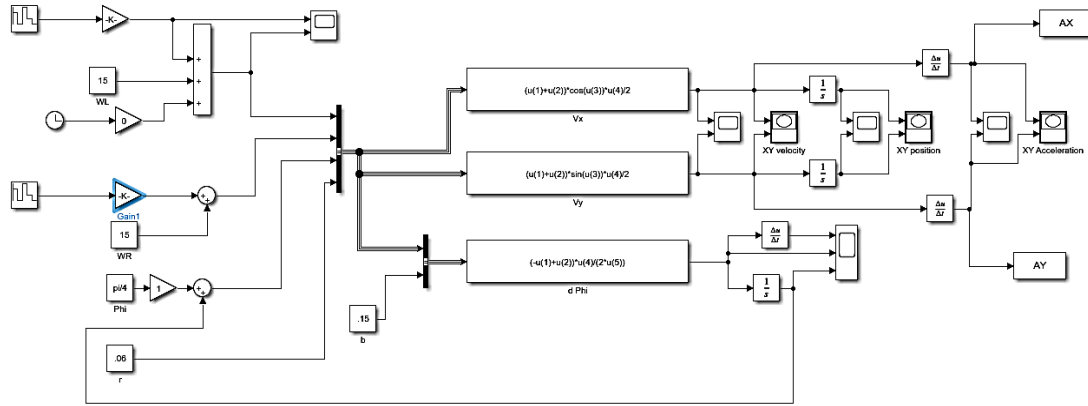 -K-
+
+
+
15
WL
0
-K-
Gain1
+
+
15
WR
pi/4
Phi
1
+
+
.06
r
.15
b
(u(1)+u(2))*cos(u(3))*u(4)/2
Vx
(u(1)+u(2))*sin(u(3))*u(4)/2
Vy
(-u(1)+u(2))*u(4)/(2*u(5))
d Phi
Δu
Δt
1
s
XY velocity
XY position
XY Acceleration
1
s
Δu
Δt
Δu
Δt
1
s
AX
AY